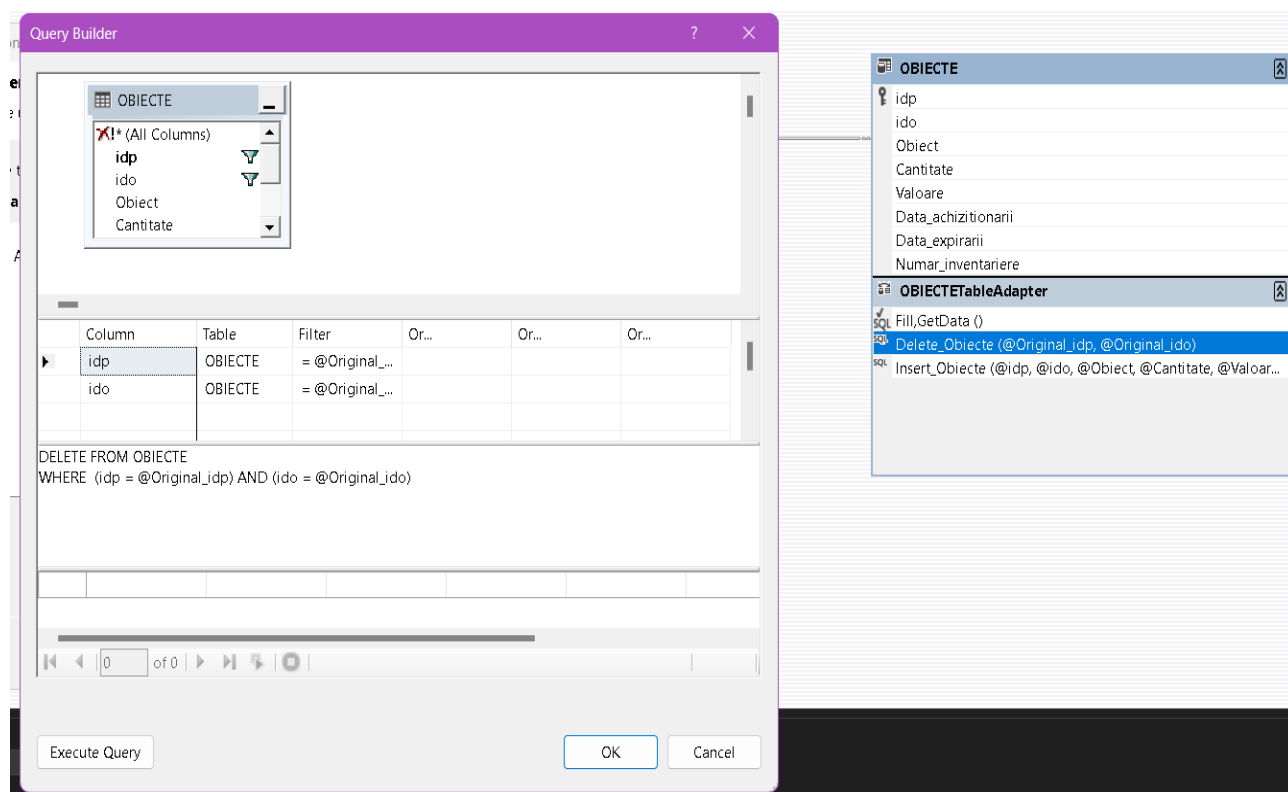 Query Builder
?
OBIECTE
* (All Columns)
idp
ido
Obiect
Cantitate
Column Table Filter Or... Or... Or...
idp OBIECTE = @Original_...
ido OBIECTE = @Original_...
DELETE FROM OBIECTE
WHERE (idp = @Original_idp) AND (ido = @Original_ido)
0 of 0
Execute Query OK Cancel
OBIECTE
idp
ido
Obiect
Cantitate
Valoare
Data_achizitionarii
Data_expirarii
Numar_inventariere
OBIECTETableAdapter
SQL Fill,GetData ()
SQL Delete_Obiecte (@Original_idp, @Original_ido)
SQL Insert_Obiecte (@idp, @ido, @Obiect, @Cantitate, @Valoar...